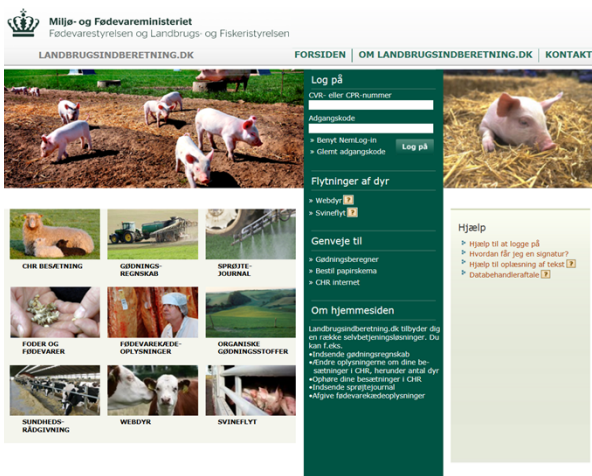 Miljø- og Fødevareministeriet
Fødevarestyrelsen og Landbrugs- og Fiskeristyrelsen
LANDBRUGSINDBERETNING.DK
FORSIDEN | OM LANDBRUGSINDBERETNING.DK | KONTAKT
Log på
CVR- eller CPR-nummer
Adgangskode
» Benyt NemLog-in
» Glemt adgangskode
Log på
Flytninger af dyr
» Webdyr ?
» Svineflyt ?
Genveje til
» Gødningsberegner
» Bestil papirskema
» CHR internet
Om hjemmesiden
Landbrugsindberetning.dk tilbyder dig
en række selvbetjeningsløsninger. Du
kan f.eks.
•Indsende gødningsregnskab
•Ændre oplysningerne om dine be-
sætninger i CHR, herunder antal dyr
•Ophøre dine besætninger i CHR
•Indsende sprøjtejournal
•Afgive fødevarekædeoplysninger
CHR BESÆTNING
GØDNINGS-
REGNSKAB
SPRØJTE-
JOURNAL
FODER OG
FØDEVARER
FØDEVAREKÆDE-
OPLYSNINGER
ORGANISKE
GØDNINGSSTOFFER
SUNDHEDS-
RÅDGIVNING
WEBDYR
SVINEFLYT
Hjælp
Hjælp til at logge på
Hvordan får jeg en signatur?
Hjælp til oplæsning af tekst ?
Databehandleraftale ?